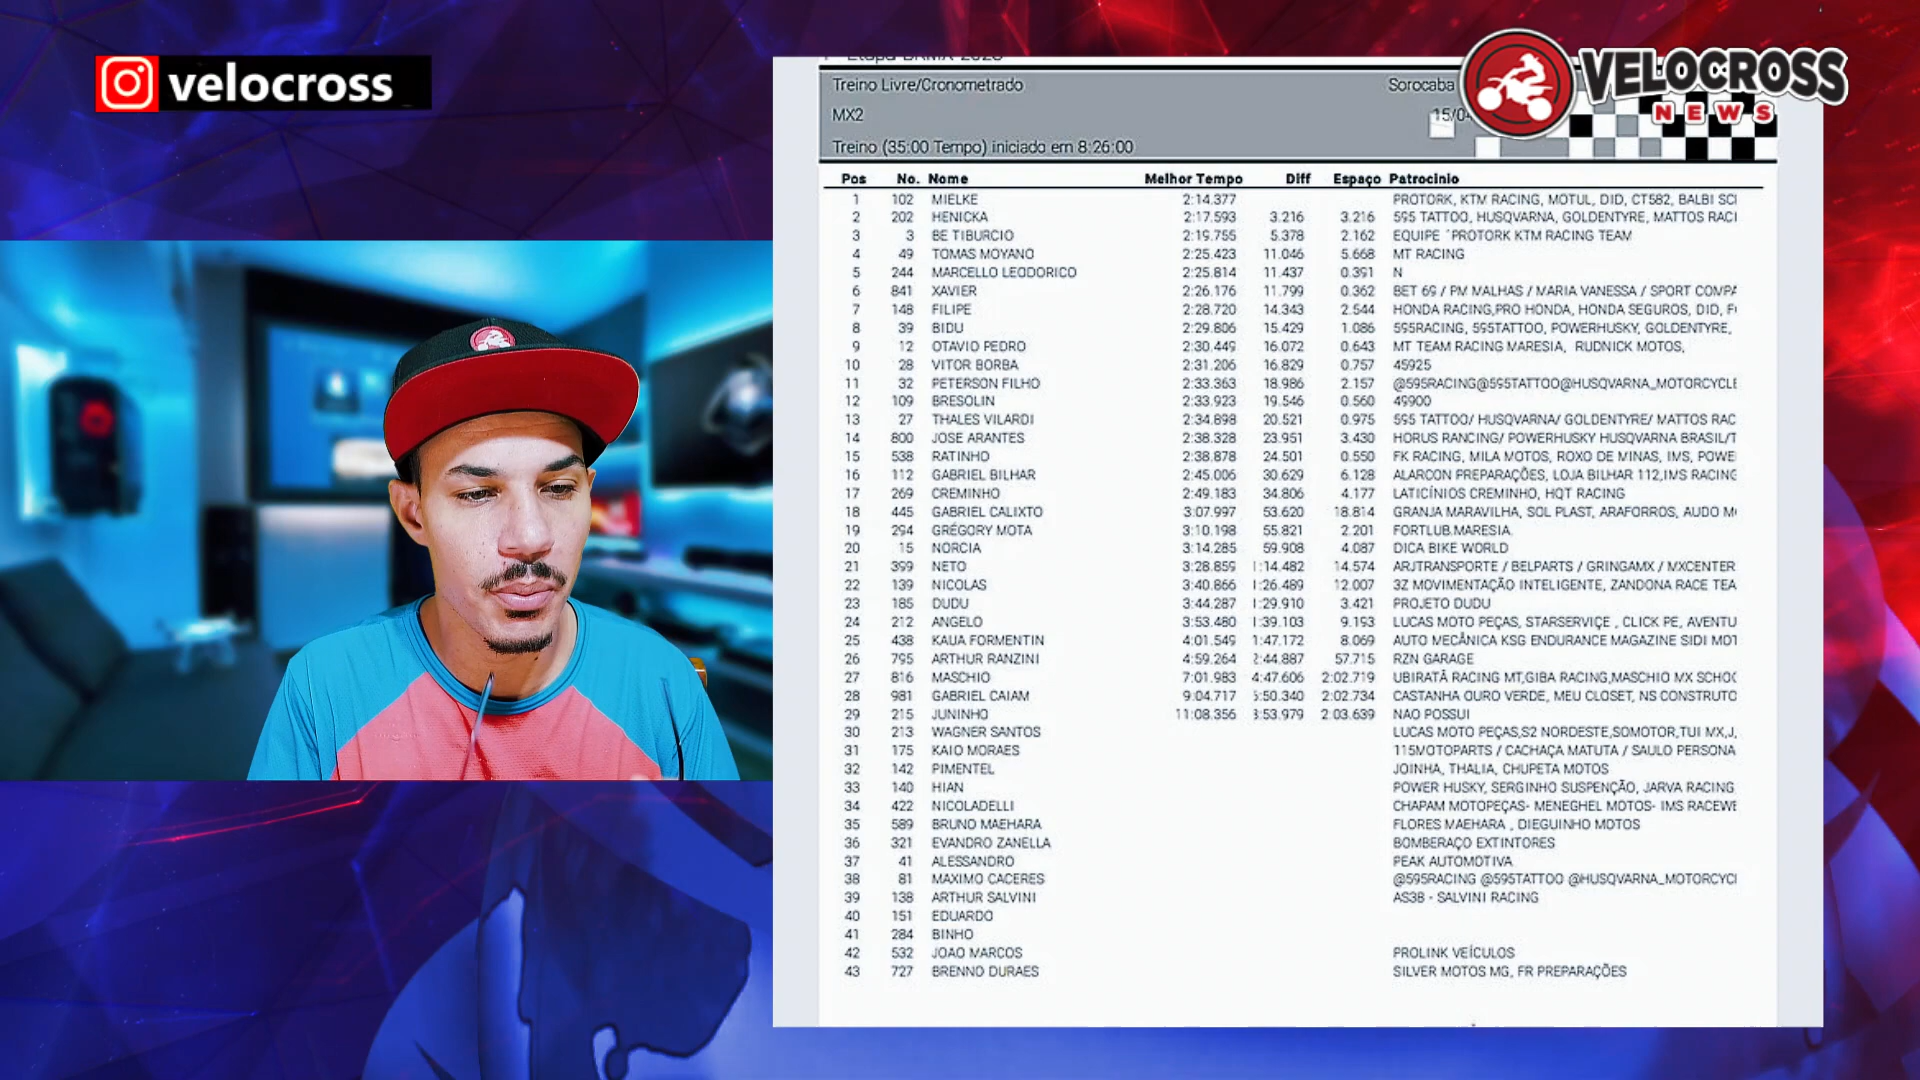 velocross
VELOCROSS
NEWS
Etapa BRMX 2023
Treino Livre/Cronometrado Sorocaba
MX2 15/04
Treino (35:00 Tempo) iniciado em 8:26:00
Pos No. Nome Melhor Tempo Diff Espaço Patrocinio
1 102 MIELKE 2:14.377 PROTORK, KTM RACING, MOTUL, DID, CT582, BALBI SCI
2 202 HENICKA 2:17.593 3.216 3.216 595 TATTOO, HUSQVARNA, GOLDENTYRE, MATTOS RACI
3 3 BE TIBURCIO 2:19.755 5.378 2.162 EQUIPE ´PROTORK KTM RACING TEAM
4 49 TOMAS MOYANO 2:25.423 11.046 5.668 MT RACING
5 244 MARCELLO LEODORICO 2:25.814 11.437 0.391 N
6 841 XAVIER 2:26.176 11.799 0.362 BET 69 / PM MALHAS / MARIA VANESSA / SPORT COMPA
7 148 FILIPE 2:28.720 14.343 2.544 HONDA RACING,PRO HONDA, HONDA SEGUROS, DID,
8 39 BIDU 2:29.806 15.429 1.086 595RACING, 595TATTOO, POWERHUSKY, GOLDENTYRE,
9 12 OTAVIO PEDRO 2:30.449 16.072 0.643 MT TEAM RACING MARESIA, RUDNICK MOTOS,
10 28 VITOR BORBA 2:31.206 16.829 0.757 45925
11 32 PETERSON FILHO 2:33.363 18.986 2.157 @595RACING@595TATTOO@HUSQVARNA_MOTORCYCLE
12 109 BRESOLIN 2:33.923 19.546 0.560 49900
13 27 THALES VILARDI 2:34.898 20.521 0.975 595 TATTOO/ HUSQVARNA/ GOLDENTYRE/ MATTOS RAC
14 800 JOSE ARANTES 2:38.328 23.951 3.430 HORUS RANCING/ POWERHUSKY HUSQVARNA BRASIL/T
15 538 RATINHO 2:38.878 24.501 0.550 FK RACING, MILA MOTOS, ROXO DE MINAS, IMS, POWE
16 112 GABRIEL BILHAR 2:45.006 30.629 6.128 ALARCON PREPARAÇÕES, LOJA BILHAR 112,IMS RACING
17 269 CREMINHO 2:49.183 34.806 4.177 LATICÍNIOS CREMINHO, HQT RACING
18 445 GABRIEL CALIXTO 3:07.997 53.620 18.814 GRANJA MARAVILHA, SOL PLAST, ARAFORROS, AUDO M
19 294 GRÉGORY MOTA 3:10.198 55.821 2.201 FORTLUB.MARESIA.
20 15 NORCIA 3:14.285 59.908 4.087 DICA BIKE WORLD
21 399 NETO 3:28.859 1:14.482 14.574 ARJTRANSPORTE / BELPARTS / GRINGAMX / MXCENTER
22 139 NICOLAS 3:40.866 1:26.489 12.007 3Z MOVIMENTAÇÃO INTELIGENTE, ZANDONA RACE TEA
23 185 DUDU 3:44.287 1:29.910 3.421 PROJETO DUDU
24 212 ANGELO 3:53.480 1:39.103 9.193 LUCAS MOTO PEÇAS, STARSERVIÇE , CLICK PE, AVENTU
25 438 KAUA FORMENTIN 4:01.549 1:47.172 8.069 AUTO MECÂNICA KSG ENDURANCE MAGAZINE SIDI MOT
26 795 ARTHUR RANZINI 4:59.264 2:44.887 57.715 RZN GARAGE
27 816 MASCHIO 7:01.983 4:47.606 2:02.719 UBIRATÃ RACING MT,GIBA RACING,MASCHIO MX SCHOO
28 981 GABRIEL CAIAM 9:04.717 :50.340 2:02.734 CASTANHA OURO VERDE, MEU CLOSET, NS CONSTRUTO
29 215 JUNINHO 11:08.356 :53.979 2:03.639 NAO POSSUI
30 213 WAGNER SANTOS LUCAS MOTO PEÇAS,S2 NORDESTE,SOMOTOR,TUI MX,J,
31 175 KAIO MORAES 115MOTOPARTS / CACHAÇA MATUTA / SAULO PERSONA
32 142 PIMENTEL JOINHA, THALIA, CHUPETA MOTOS
33 140 HIAN POWER HUSKY, SERGINHO SUSPENÇÃO, JARVA RACING
34 422 NICOLADELLI CHAPAM MOTOPEÇAS- MENEGHEL MOTOS- IMS RACEWE
35 589 BRUNO MAEHARA FLORES MAEHARA , DIEGUINHO MOTOS
36 321 EVANDRO ZANELLA BOMBERAÇO EXTINTORES
37 41 ALESSANDRO PEAK AUTOMOTIVA
38 81 MAXIMO CACERES @595RACING @595TATTOO @HUSQVARNA_MOTORCYCI
39 138 ARTHUR SALVINI AS38 - SALVINI RACING
40 151 EDUARDO
41 284 BINHO
42 532 JOAO MARCOS PROLINK VEÍCULOS
43 727 BRENNO DURAES SILVER MOTOS MG, FR PREPARAÇÕES